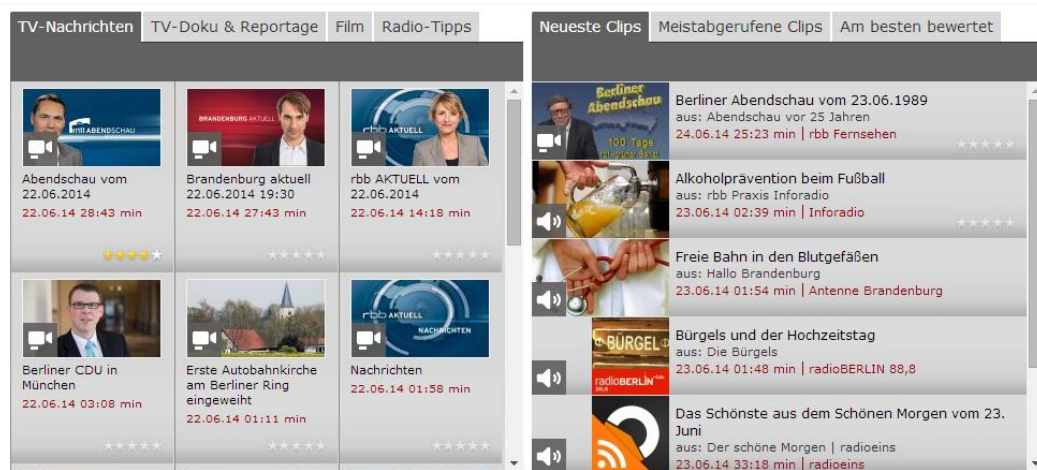 TV-Nachrichten
TV-Doku & Reportage
Film
Radio-Tipps
ABENDSCHAU
Abendschau vom
22.06.2014
22.06.14 28:43 min
BRANDENBURG AKTUELL
Brandenburg aktuell
22.06.2014 19:30
22.06.14 27:43 min
rbb AKTUELL
rbb AKTUELL vom
22.06.2014
22.06.14 14:18 min
Berliner CDU in
München
22.06.14 03:08 min
Erste Autobahnkirche
am Berliner Ring
eingeweiht
22.06.14 01:11 min
rbb AKTUELL
NACHRICHTEN
Nachrichten
22.06.14 01:58 min
Neueste Clips
Meistabgerufene Clips
Am besten bewertet
Berliner
Abendschau
100 Tage
Berliner Abendschau vom 23.06.1989
aus: Abendschau vor 25 Jahren
24.06.14 25:23 min | rbb Fernsehen
Alkoholprävention beim Fußball
aus: rbb Praxis Inforadio
23.06.14 02:39 min | Inforadio
Freie Bahn in den Blutgefäßen
aus: Hallo Brandenburg
23.06.14 01:54 min | Antenne Brandenburg
BÜRGEL
radioBERLIN
88,8
Bürgels und der Hochzeitstag
aus: Die Bürgels
23.06.14 01:48 min | radioBERLIN 88,8
Das Schönste aus dem Schönen Morgen vom 23.
Juni
aus: Der schöne Morgen | radioeins
23.06.14 33:18 min | radioeins